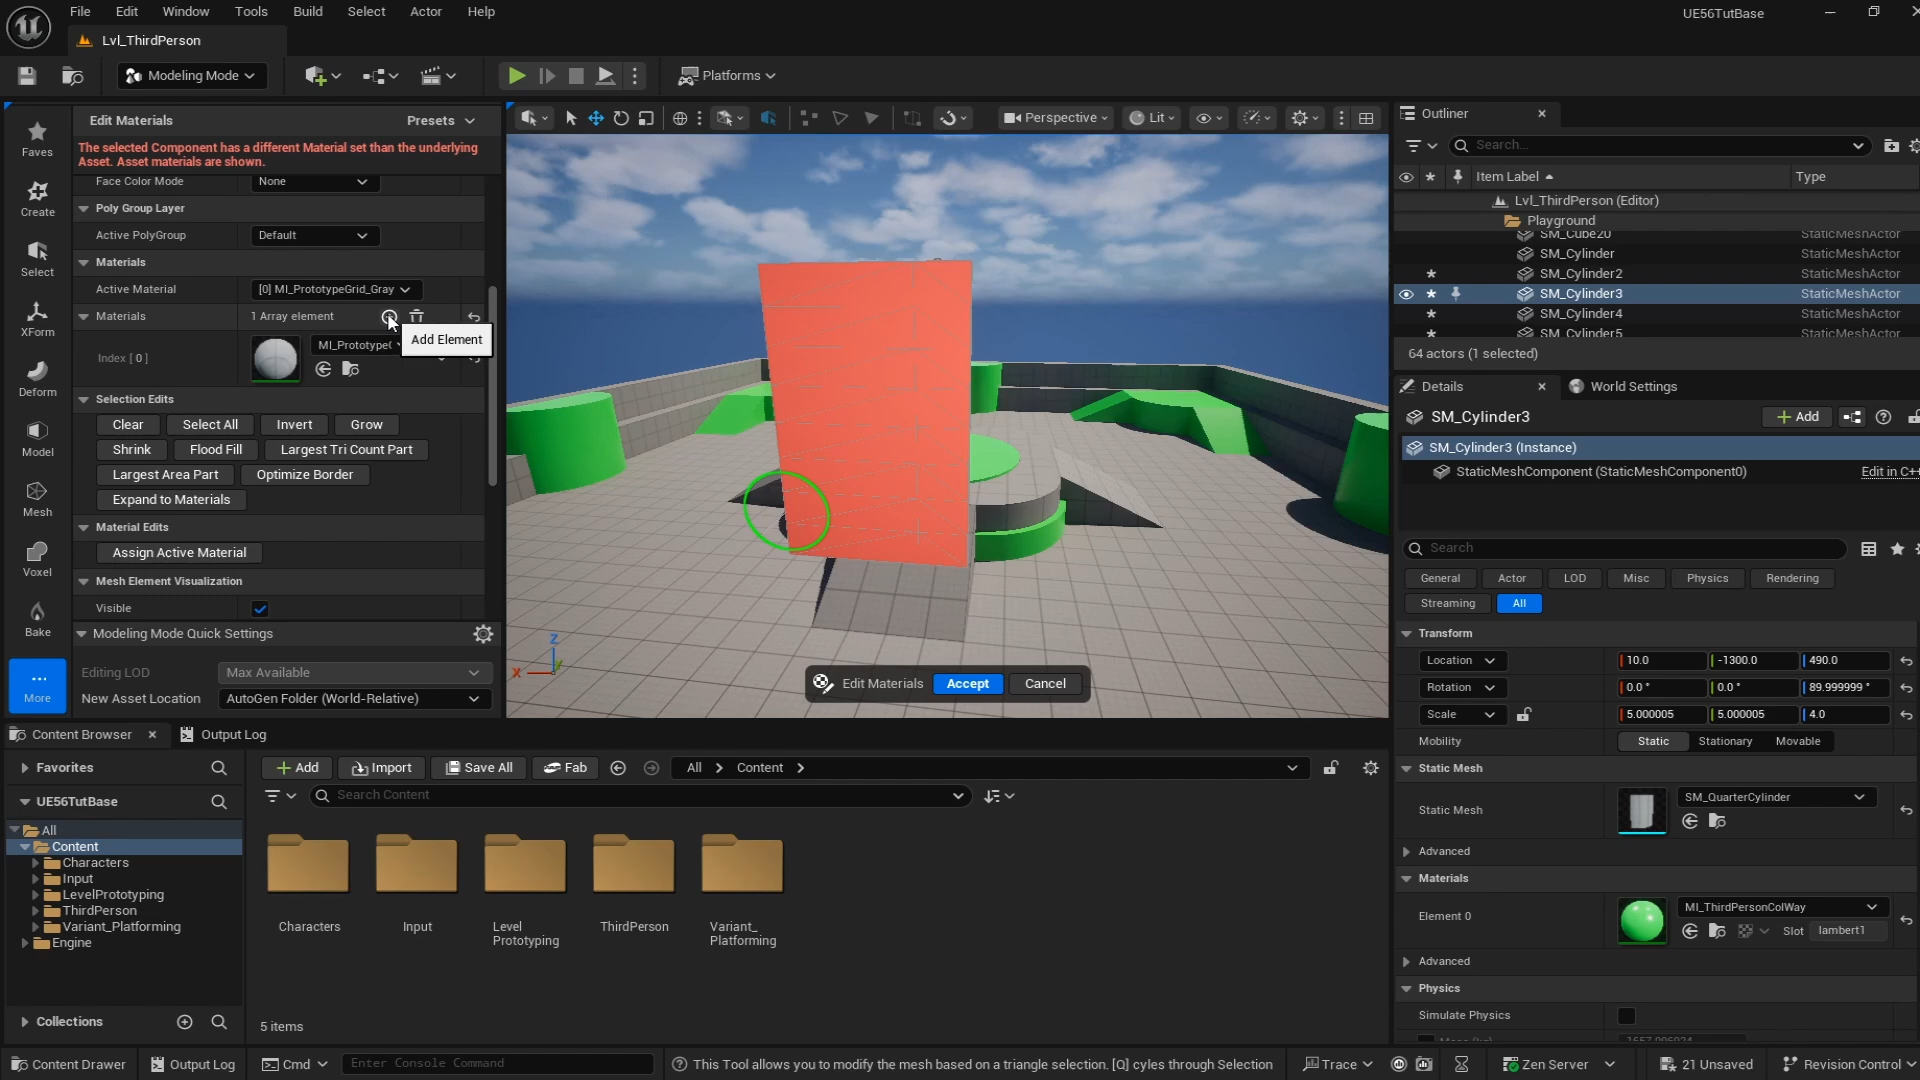 File Edit Window Tools Build Select Actor Help
UE56TutBase
Lvl_ThirdPerson
Modeling Mode
Platforms
Edit Materials
Presets
The selected Component has a different Material set than the underlying
Asset. Asset materials are shown.
Face Color Mode
None
Poly Group Layer
Active PolyGroup
Default
Materials
Active Material
[0] MI_PrototypeGrid_Gray
Materials
1 Array element
Add Element
Index [ 0 ]
Selection Edits
Clear
Select All
Invert
Grow
Shrink
Flood Fill
Largest Tri Count Part
Largest Area Part
Optimize Border
Expand to Materials
Material Edits
Assign Active Material
Mesh Element Visualization
Visible
Modeling Mode Quick Settings
Editing LOD
Max Available
New Asset Location
AutoGen Folder (World-Relative)
Faves
Create
Select
XForm
Deform
Model
Mesh
Voxel
Bake
More
Perspective
Lit
Z
X
Edit Materials
Accept
Cancel
Outliner
Search...
Item Label
Type
Lvl_ThirdPerson (Editor)
Playground
SM_Cube20 StaticMeshActor
SM_Cylinder StaticMeshActor
SM_Cylinder2 StaticMeshActor
SM_Cylinder3 StaticMeshActor
SM_Cylinder4 StaticMeshActor
SM_Cylinder5 StaticMeshActor
64 actors (1 selected)
Details
World Settings
SM_Cylinder3
Add
SM_Cylinder3 (Instance)
StaticMeshComponent (StaticMeshComponent0)
Edit in C++
Search
General
Actor
LOD
Misc
Physics
Rendering
Streaming
All
Transform
Location
10.0
-1300.0
490.0
Rotation
0.0 °
0.0 °
89.999999 °
Scale
5.000005
5.000005
4.0
Mobility
Static
Stationary
Movable
Static Mesh
Static Mesh
SM_QuarterCylinder
Advanced
Materials
Element 0
MI_ThirdPersonColWay
Slot
lambert1
Advanced
Physics
Simulate Physics
Content Browser
Output Log
Favorites
UE56TutBase
All
Content
Characters
Input
LevelPrototyping
ThirdPerson
Variant_Platforming
Engine
Collections
Add
Import
Save All
Fab
All
Content
Search Content
Characters
Input
Level
Prototyping
ThirdPerson
Variant_
Platforming
5 items
Content Drawer
Output Log
Cmd
Enter Console Command
This Tool allows you to modify the mesh based on a triangle selection. [Q] cyles through Selection
Trace
Zen Server
21 Unsaved
Revision Control